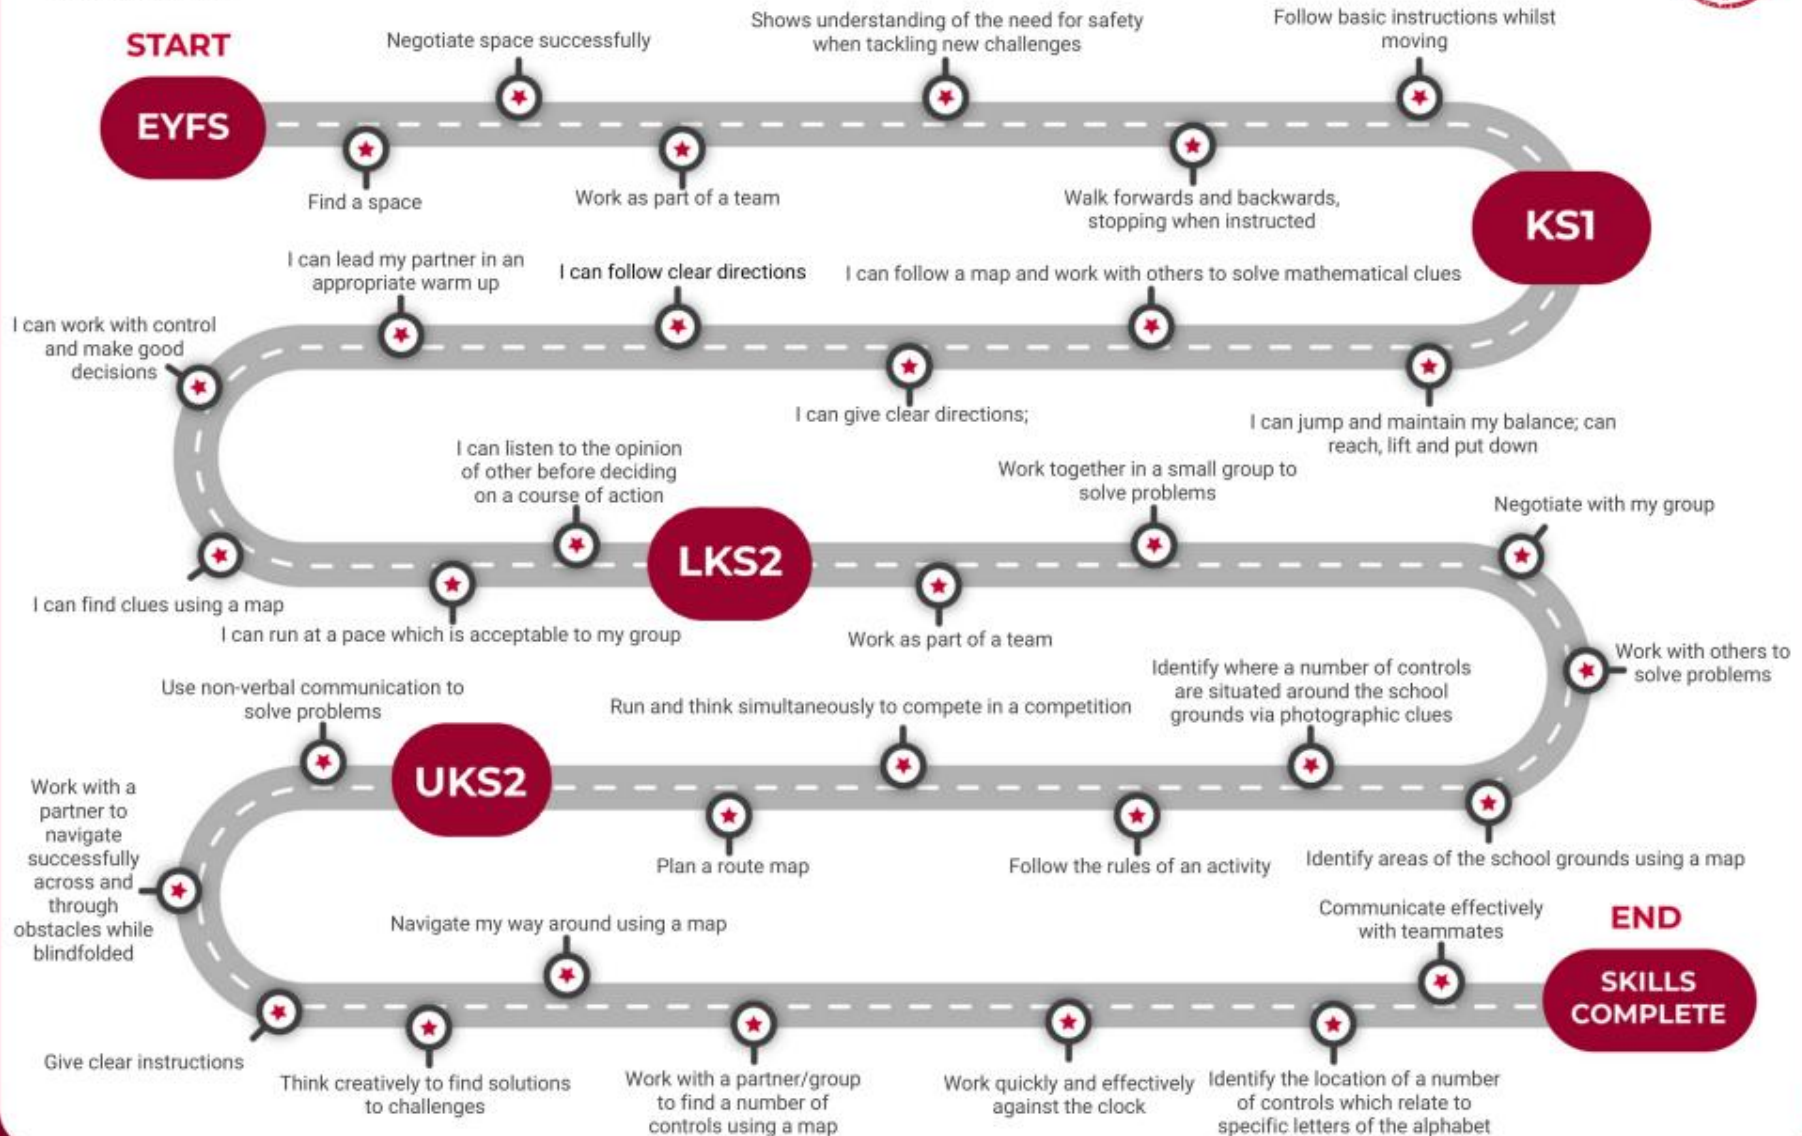 START
EYFS
Find a space
Negotiate space successfully
Work as part of a team
Shows understanding of the need for safety
when tackling new challenges
Walk forwards and backwards,
stopping when instructed
Follow basic instructions whilst
moving
KS1
I can jump and maintain my balance; can
reach, lift and put down
I can follow a map and work with others to solve mathematical clues
I can give clear directions;
I can follow clear directions
I can lead my partner in an
appropriate warm up
I can work with control
and make good
decisions
I can find clues using a map
I can run at a pace which is acceptable to my group
I can listen to the opinion
of other before deciding
on a course of action
LKS2
Work as part of a team
Work together in a small group to
solve problems
Negotiate with my group
Work with others to
solve problems
Identify areas of the school grounds using a map
Identify where a number of controls
are situated around the school
grounds via photographic clues
Follow the rules of an activity
Run and think simultaneously to compete in a competition
Plan a route map
UKS2
Use non-verbal communication to
solve problems
Work with a
partner to
navigate
successfully
across and
through
obstacles while
blindfolded
Give clear instructions
Think creatively to find solutions
to challenges
Navigate my way around using a map
Work with a partner/group
to find a number of
controls using a map
Work quickly and effectively
against the clock
Identify the location of a number
of controls which relate to
specific letters of the alphabet
Communicate effectively
with teammates
END
SKILLS
COMPLETE